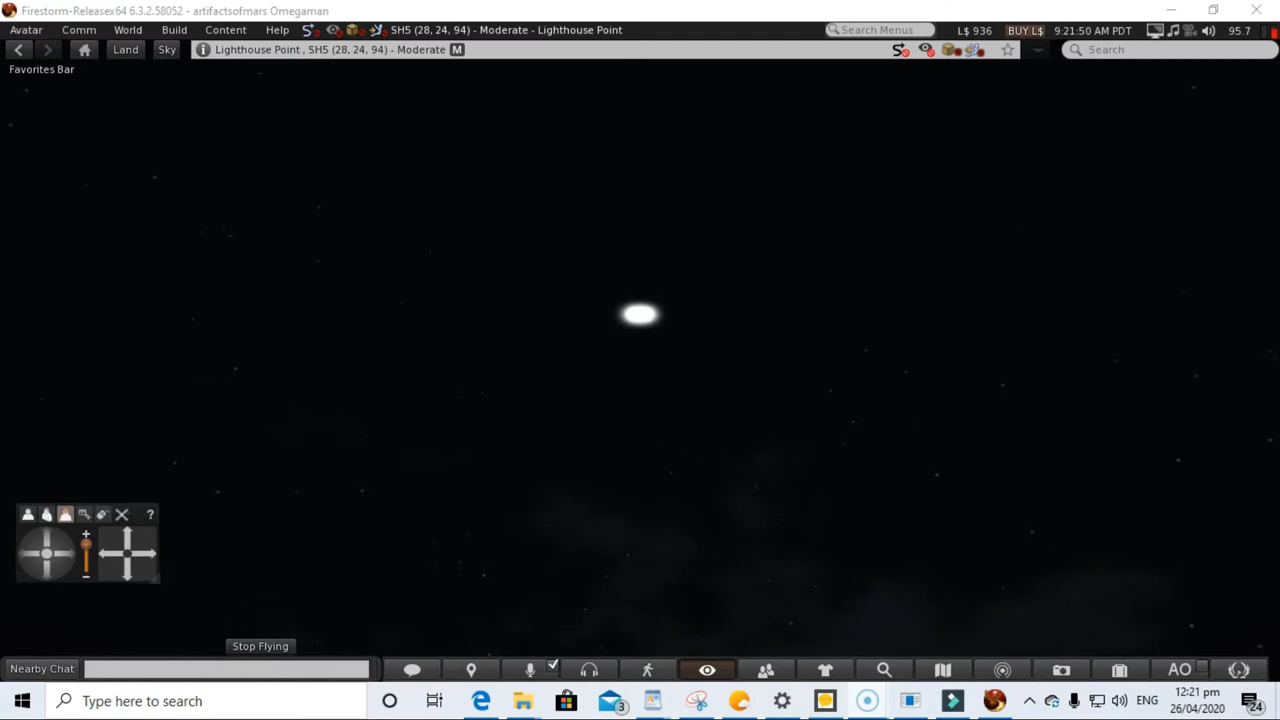 Firestorm-Releasex64 6.3.2.58052 - artifactsofmars Omegaman
Avatar Comm World Build Content Help SH5 (28, 24, 94) - Moderate - Lighthouse Point Search Menus L$ 936 BUY L$ 9:21:50 AM PDT 95.7
Land Sky Lighthouse Point , SH5 (28, 24, 94) - Moderate M Search
Favorites Bar
?
Stop Flying
Nearby Chat AO
Type here to search 3 ENG 12:21 pm
26/04/2020 24